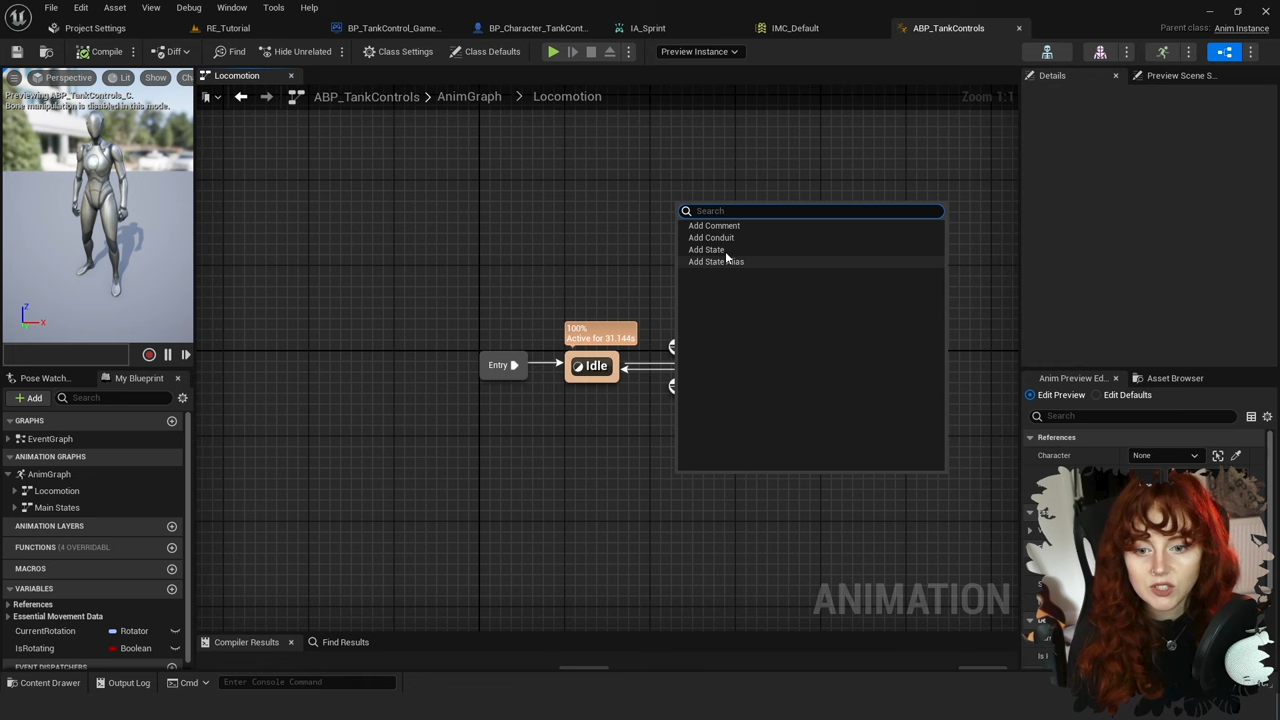 File Edit Asset View Debug Window Tools Help
Parent class: Anim Instance
Project Settings
RE_Tutorial
BP_TankControl_Game...
BP_Character_TankCont...
IA_Sprint
IMC_Default
ABP_TankControls
Compile
Diff
Find
Hide Unrelated
Class Settings
Class Defaults
Preview Instance
Locomotion
Details
Preview Scene S...
Perspective
Lit
Show
Previewing ABP_TankControls_C.
Bone manipulation is disabled in this mode.
ABP_TankControls > AnimGraph > Locomotion
Zoom 1:1
Search
Add Comment
Add Conduit
Add State
Add State Alias
100%
Active for 31.144s
Entry
Idle
Z
X
Pose Watch...
My Blueprint
Add
Search
GRAPHS
EventGraph
ANIMATION GRAPHS
AnimGraph
Locomotion
Main States
ANIMATION LAYERS
FUNCTIONS (4 OVERRIDABL
MACROS
VARIABLES
References
Essential Movement Data
CurrentRotation Rotator
IsRotating Boolean
EVENT DISPATCHERS
ANIMATION
Compiler Results
Find Results
Anim Preview Ed...
Asset Browser
Edit Preview
Edit Defaults
Search
References
Character
None
Content Drawer
Output Log
Cmd
Enter Console Command